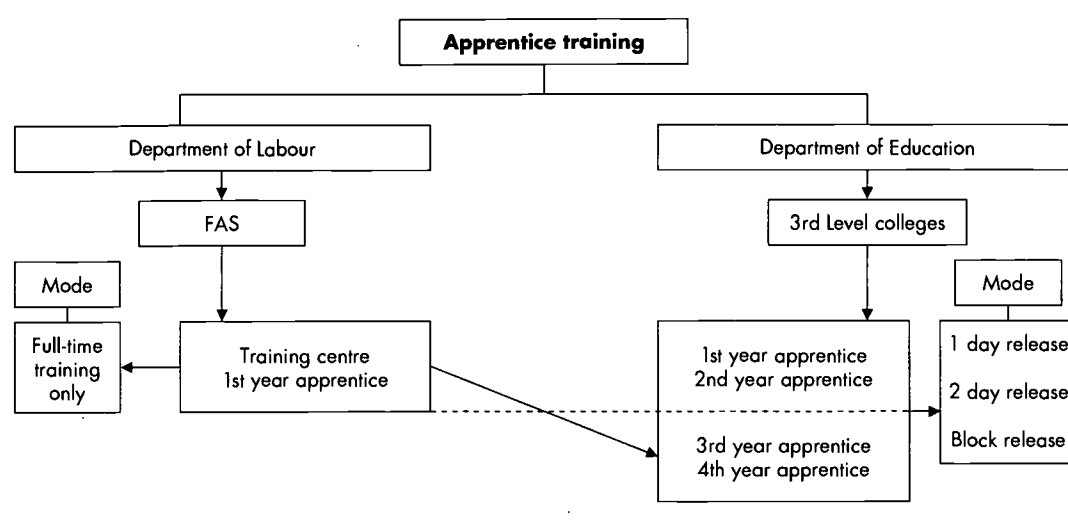 Apprentice training
Department of Labour
Department of Education
FAS
3rd Level colleges
Mode
Mode
Full-time
training
only
Training centre
1st year apprentice
1st year apprentice
2nd year apprentice
3rd year apprentice
4th year apprentice
1 day release
2 day release
Block release